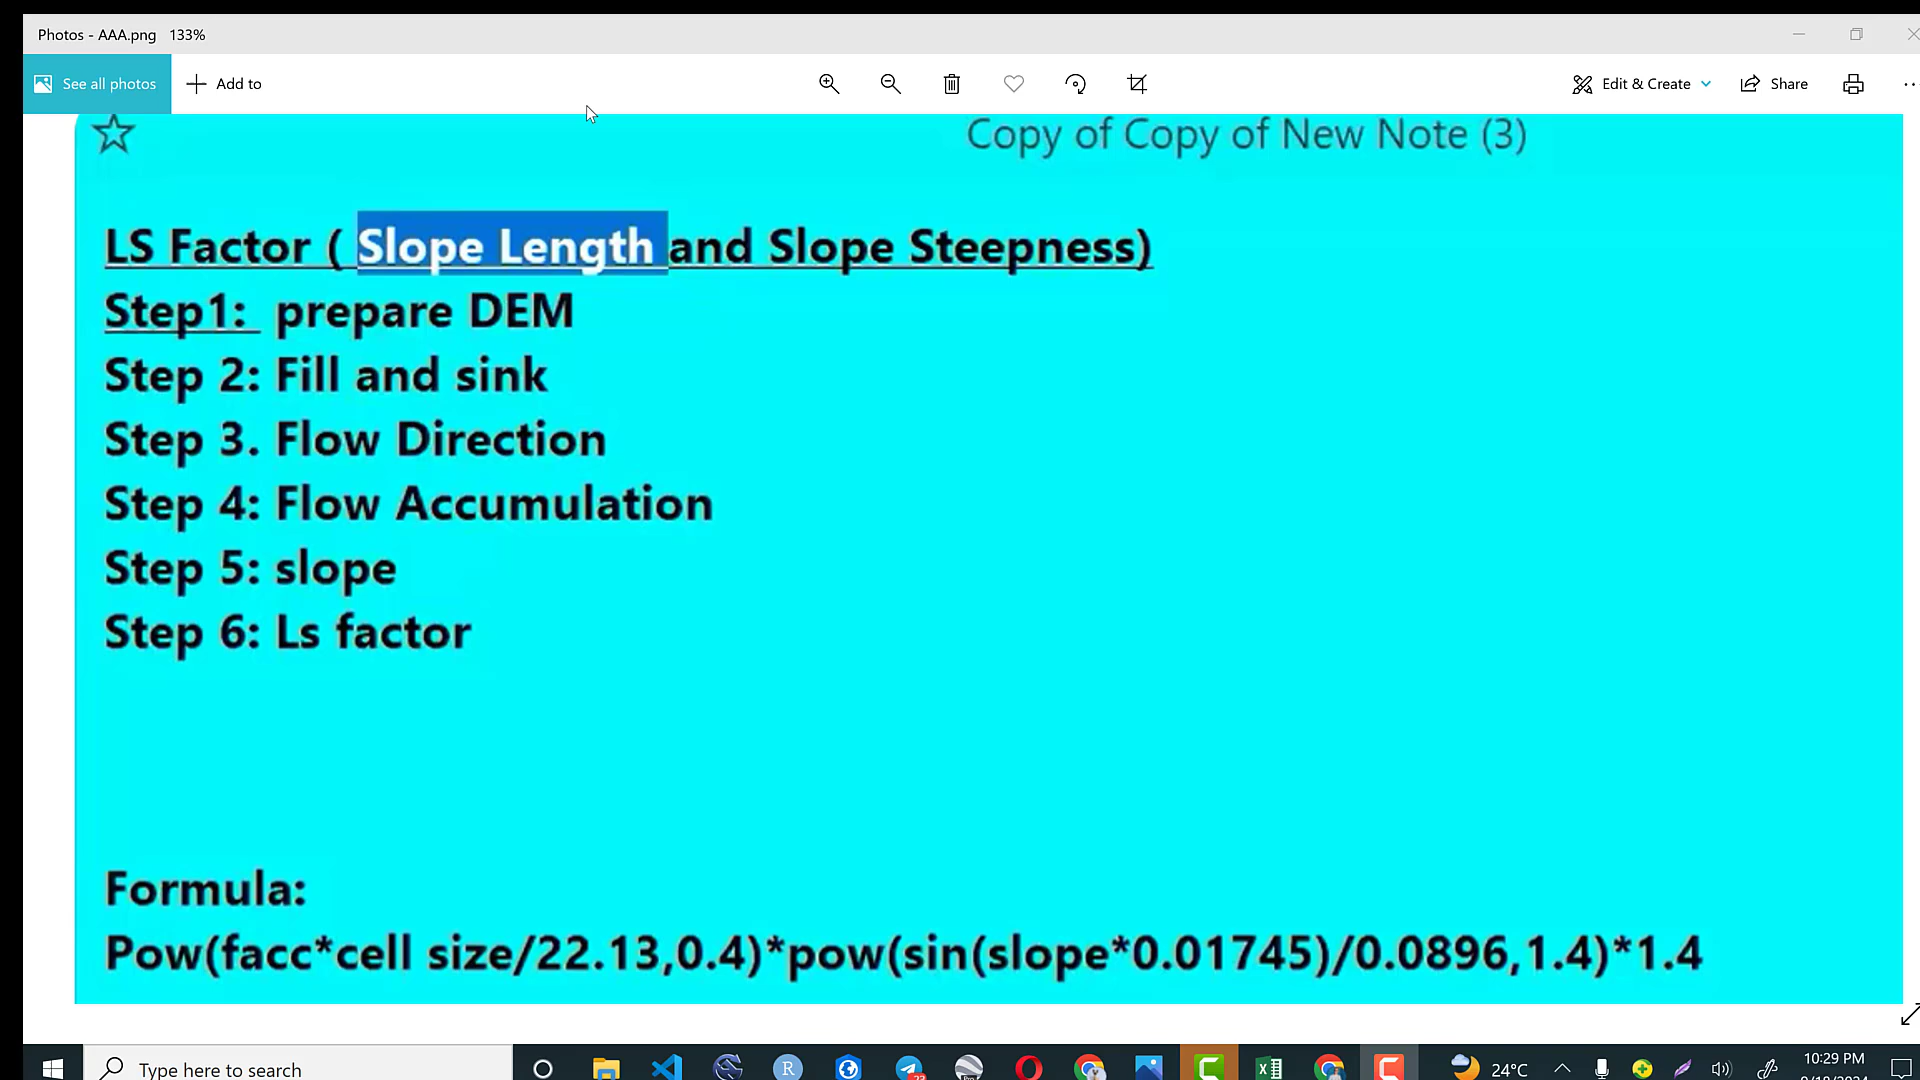 Photos - AAA.png 133%
See all photos
Add to
Edit & Create
Share
Copy of Copy of New Note (3)
LS Factor ( Slope Length and Slope Steepness)
Step1: prepare DEM
Step 2: Fill and sink
Step 3. Flow Direction
Step 4: Flow Accumulation
Step 5: slope
Step 6: Ls factor
Formula:
Pow(facc*cell size/22.13,0.4)*pow(sin(slope*0.01745)/0.0896,1.4)*1.4
Type here to search
R
Pro
24°C
10:29 PM